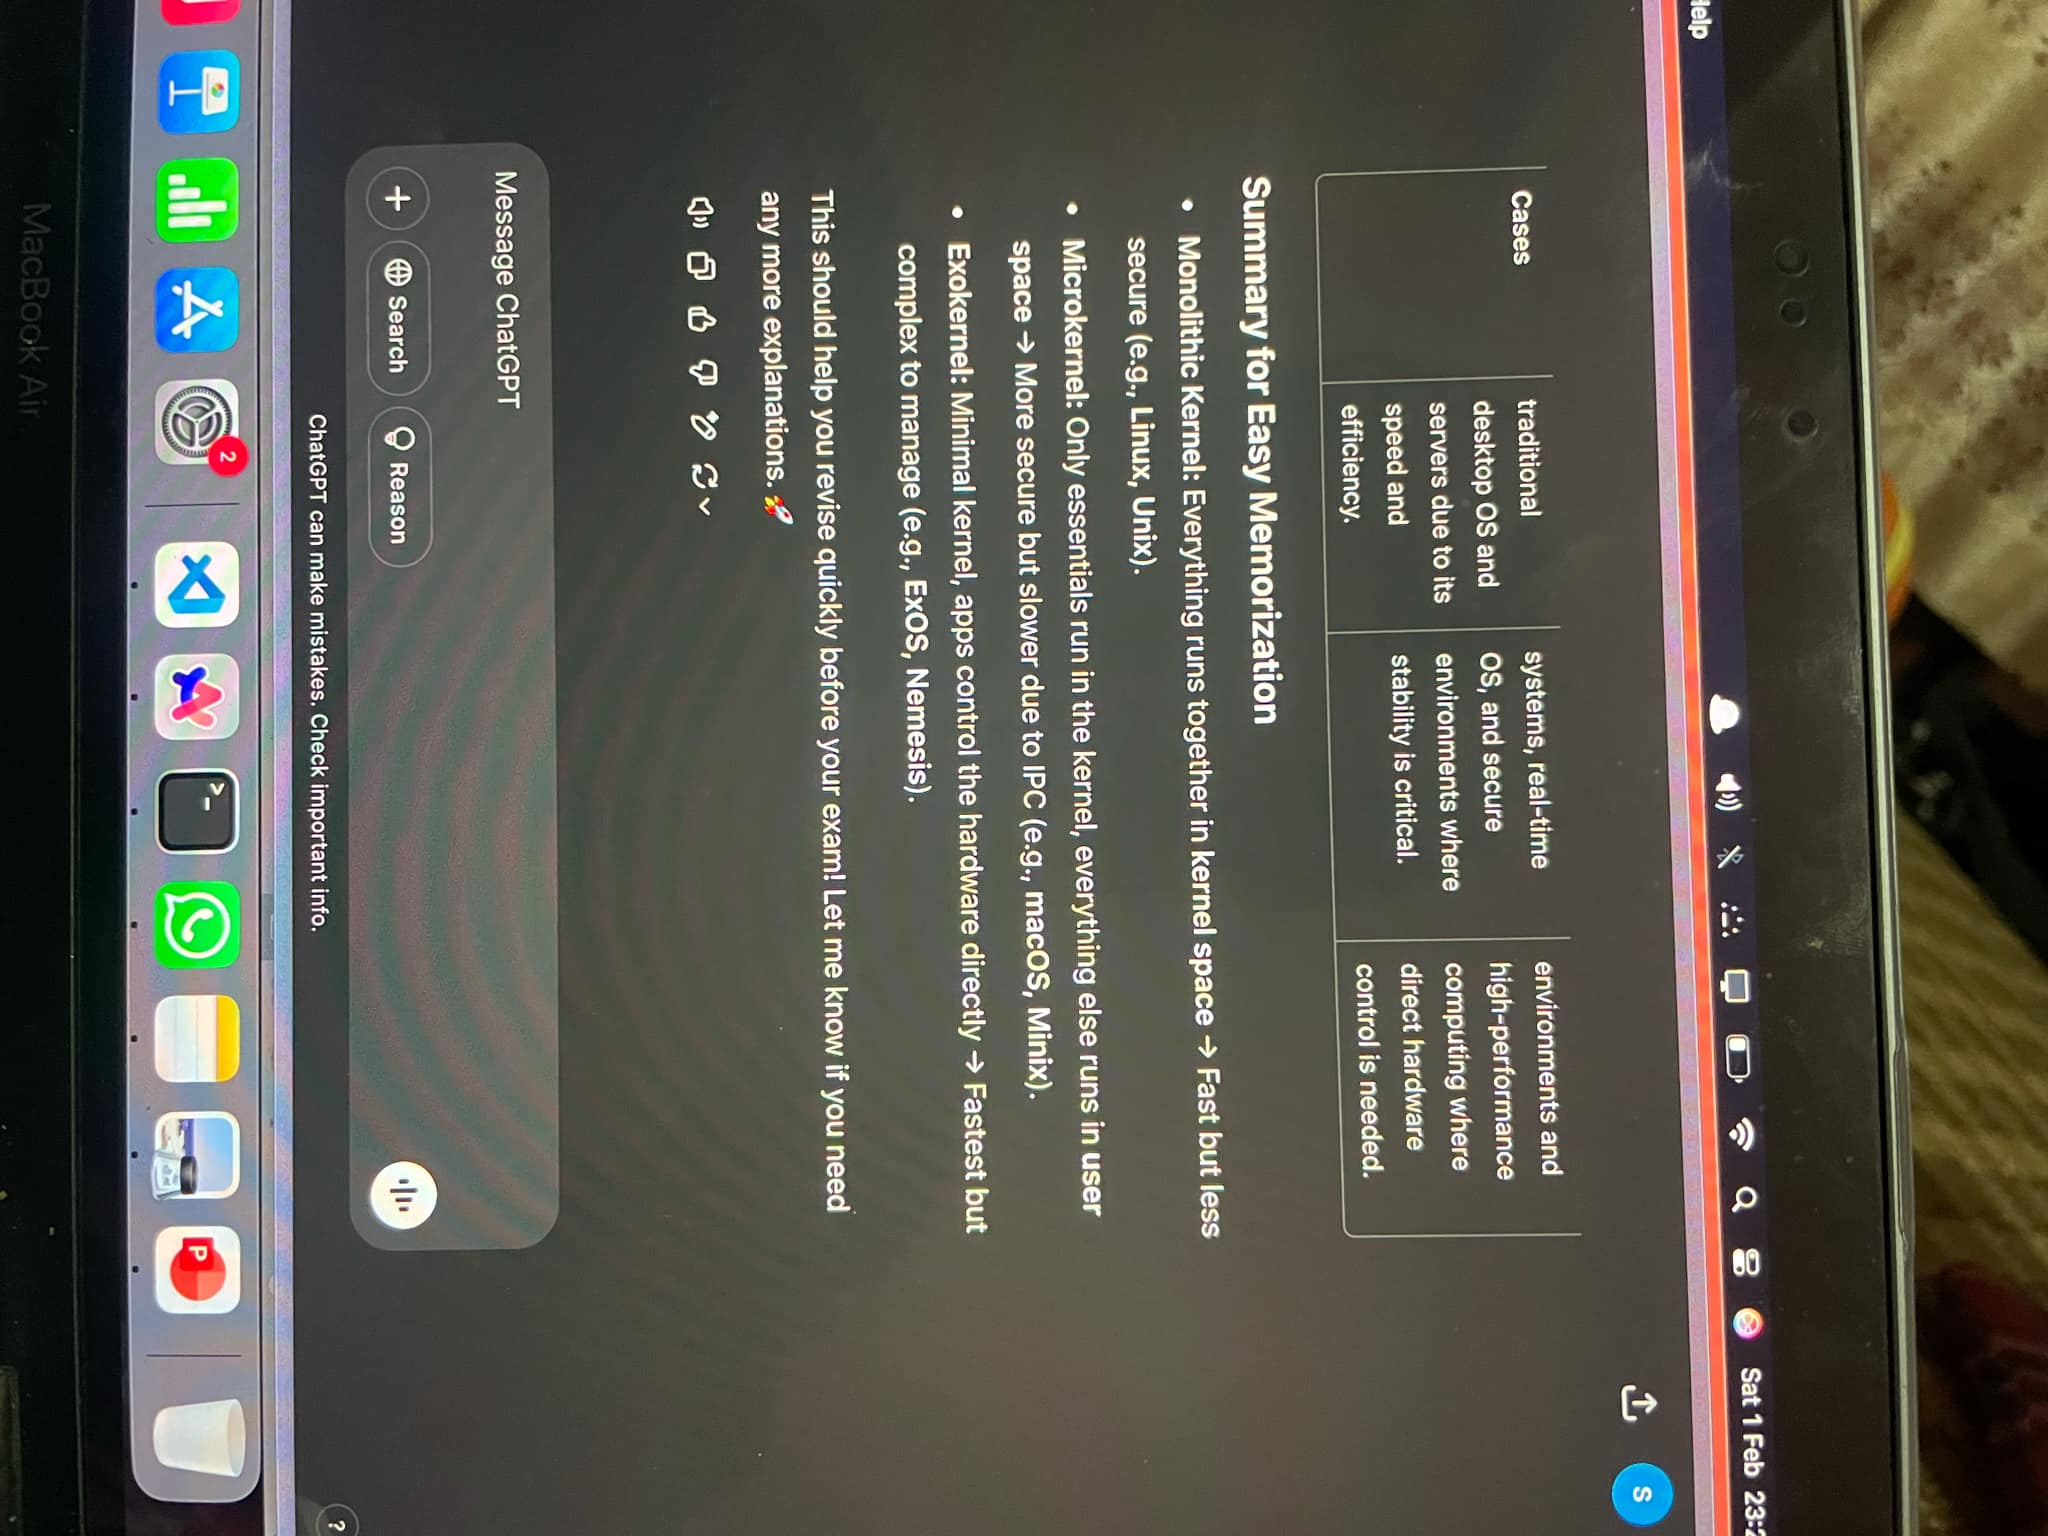 Help
Sat 1 Feb
S
Cases
traditional
desktop OS and
servers due to its
speed and
efficiency.
systems, real-time
OS, and secure
environments where
stability is critical.
environments and
high-performance
computing where
direct hardware
control is needed.
Summary for Easy Memorization
• Monolithic Kernel: Everything runs together in kernel space → Fast but less
secure (e.g., Linux, Unix).
• Microkernel: Only essentials run in the kernel, everything else runs in user
space → More secure but slower due to IPC (e.g., macOS, Minix).
• Exokernel: Minimal kernel, apps control the hardware directly → Fastest but
complex to manage (e.g., ExOS, Nemesis).
This should help you revise quickly before your exam! Let me know if you need
any more explanations. 🚀
Message ChatGPT
+ Search Reason
ChatGPT can make mistakes. Check important info.
?
2
>_
P
MacBook Air